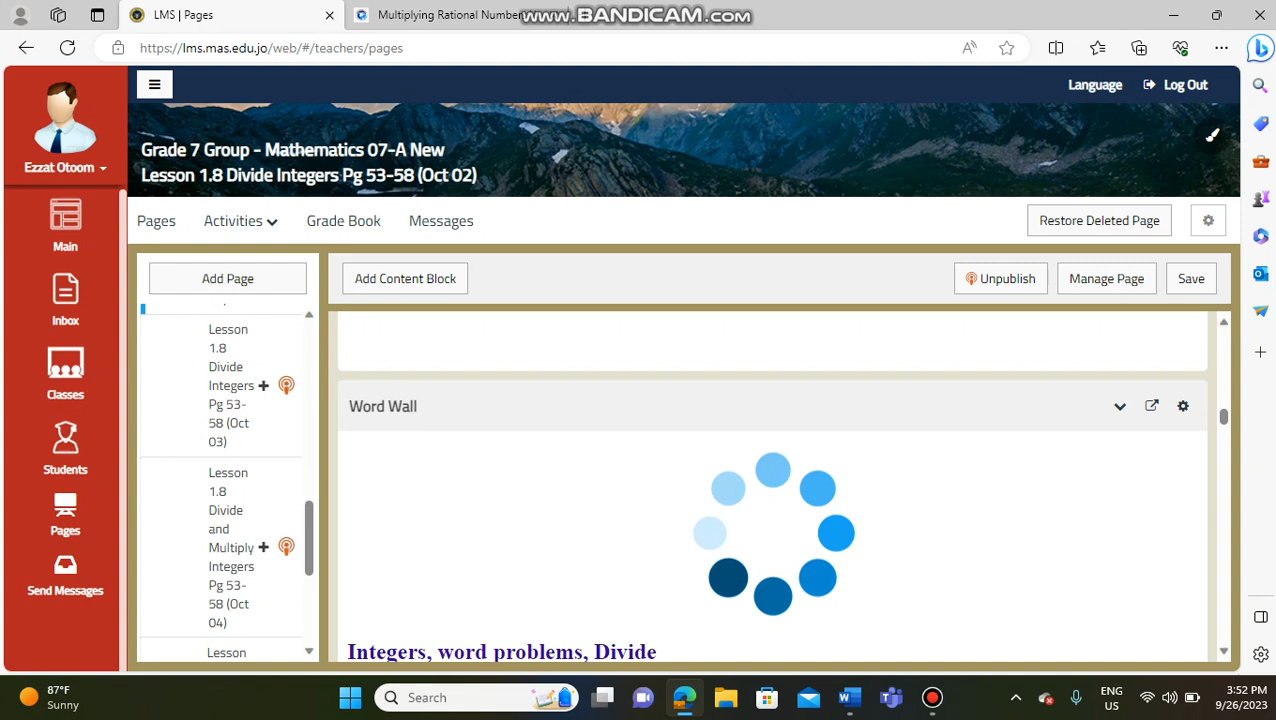 LMS | Pages
Multiplying Rational Number
www.BANDICAM.com
https://lms.mas.edu.jo/web/#/teachers/pages
Language
Log Out
Grade 7 Group - Mathematics 07-A New
Lesson 1.8 Divide Integers Pg 53-58 (Oct 02)
Ezzat Otoom
Main
Inbox
Classes
Students
Pages
Send Messages
Pages
Activities
Grade Book
Messages
Restore Deleted Page
Add Page
Add Content Block
Unpublish
Manage Page
Save
Lesson
1.8
Divide
Integers
Pg 53-
58 (Oct
03)
Lesson
1.8
Divide
and
Multiply
Integers
Pg 53-
58 (Oct
04)
Lesson
Word Wall
Integers, word problems, Divide
87°F
Sunny
Search
ENG
US
3:52 PM
9/26/2023